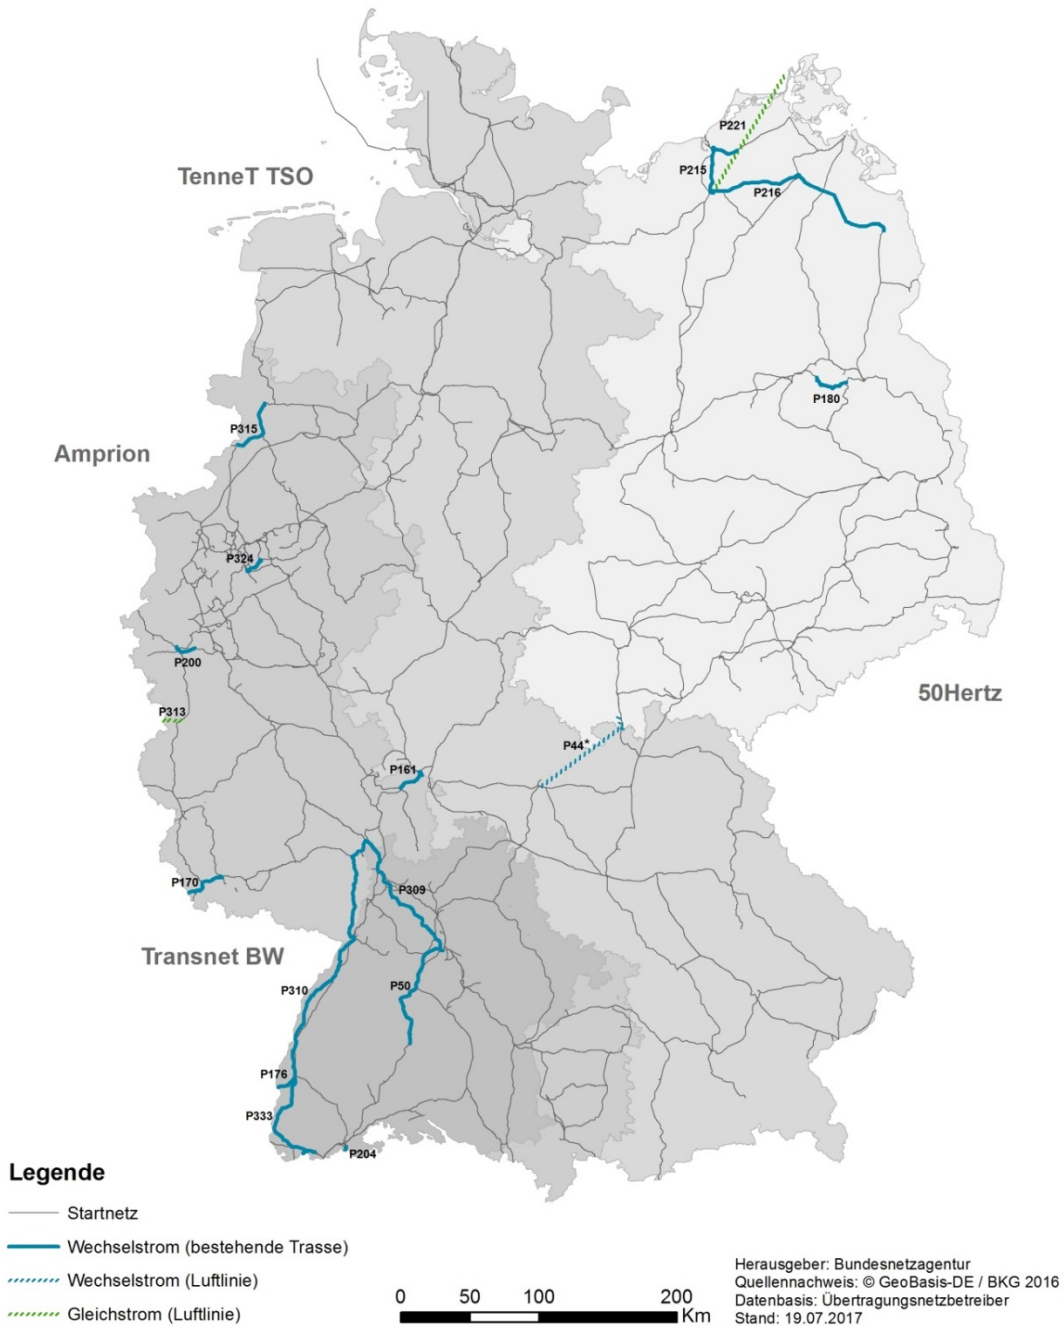 P221
P215
P216
TenneT TSO
P180
P315
Amprion
P324
P200
50Hertz
P313
P44*
P161
P170
P309
Transnet BW
P310
P50
P176
P333
P204
Legende
Startnetz
Wechselstrom (bestehende Trasse)
Wechselstrom (Luftlinie)
Gleichstrom (Luftlinie)
0 50 100 200
Km
Herausgeber: Bundesnetzagentur
Quellennachweis: © GeoBasis-DE / BKG 2016
Datenbasis: Übertragungsnetzbetreiber
Stand: 19.07.2017